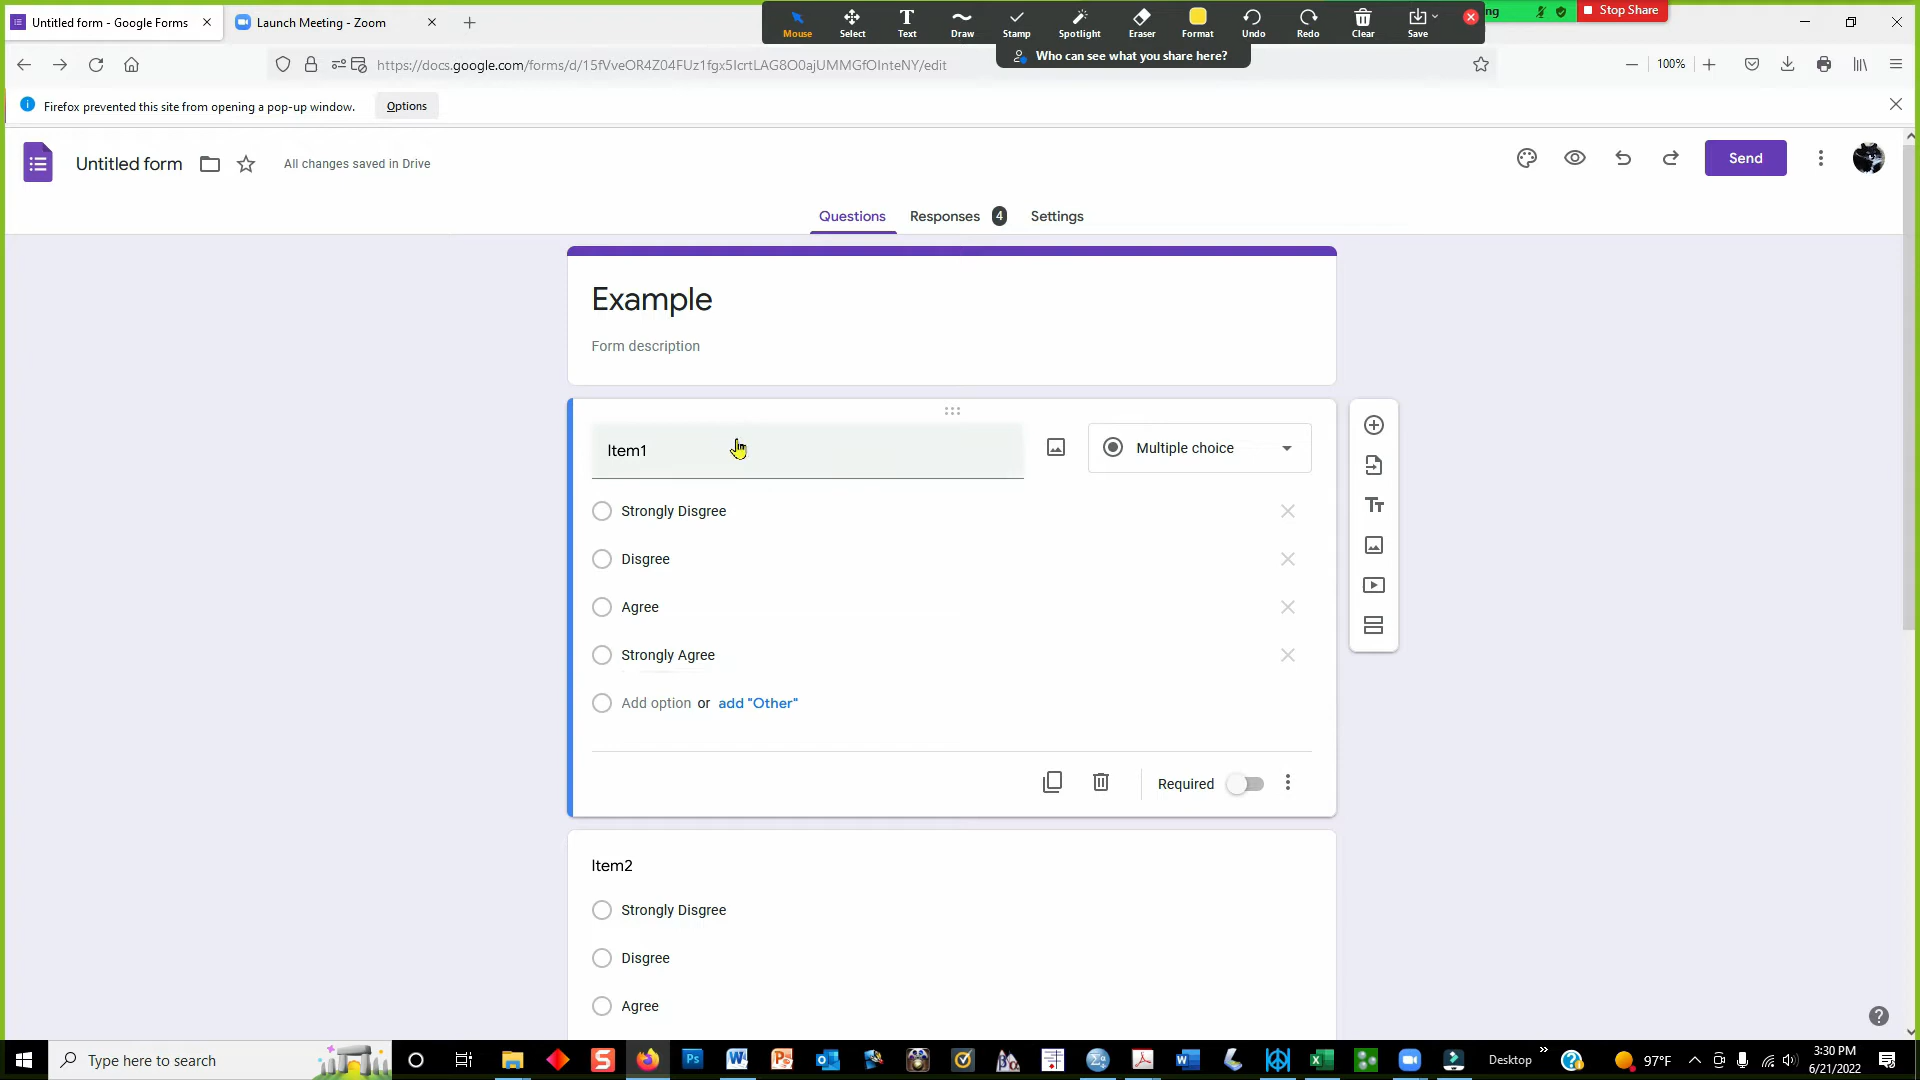 Untitled form - Google Forms
Launch Meeting - Zoom
Mouse
Select
Text
Draw
Stamp
Spotlight
Eraser
Format
Undo
Redo
Clear
Save
ng
Stop Share
Who can see what you share here?
https://docs.google.com/forms/d/15fVveOR4Z04FUz1fgx5IcrtLAG8O0ajUMMGfOInteNY/edit
100%
Firefox prevented this site from opening a pop-up window.
Options
Untitled form
All changes saved in Drive
Send
Questions
Responses
4
Settings
Example
Form description
Item1
Multiple choice
Strongly Disgree
Disgree
Agree
Strongly Agree
Add option or add "Other"
Required
Item2
Strongly Disgree
Disgree
Agree
Type here to search
Desktop
97°F
3:30 PM
6/21/2022